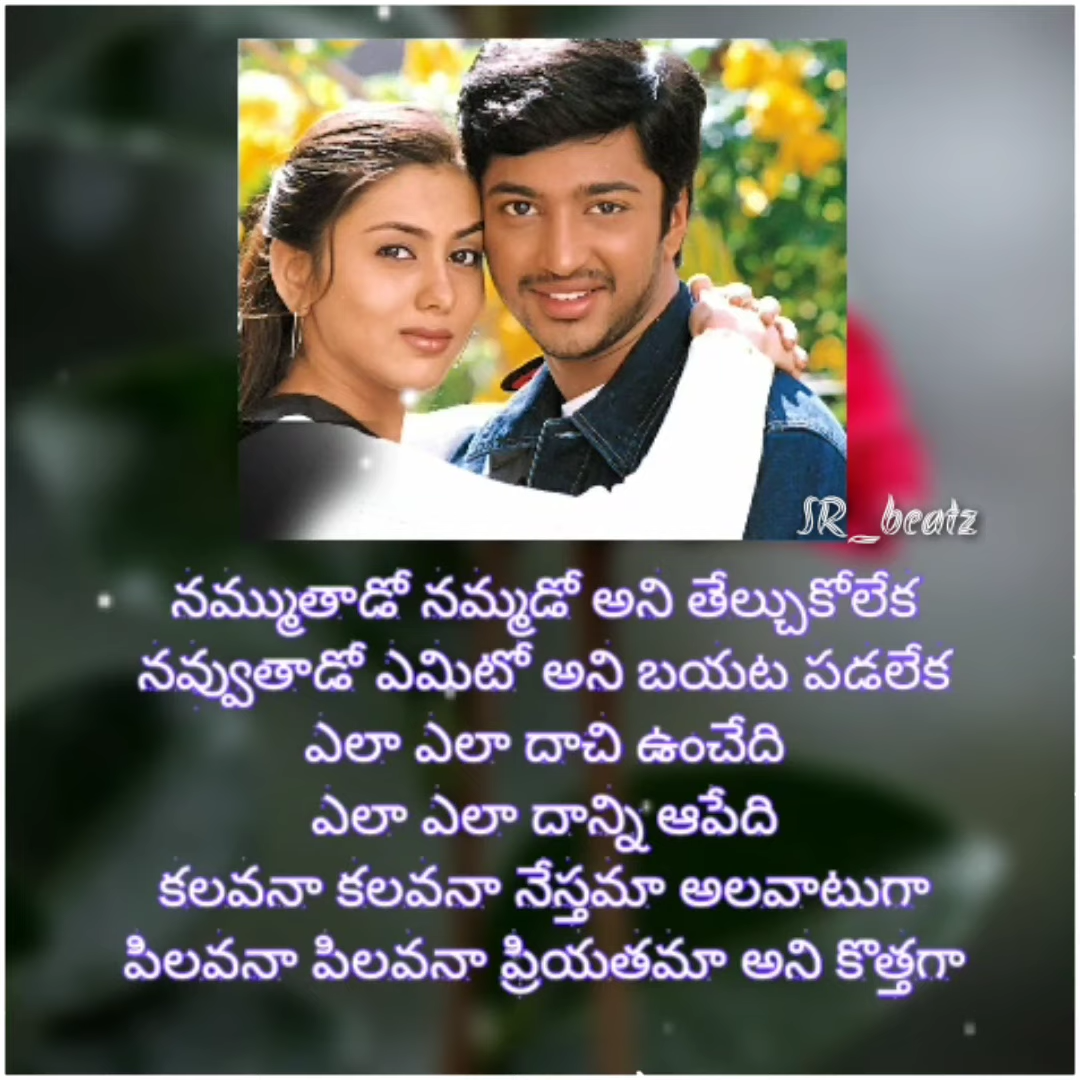 SR_beatz
నమ్ముతాడో నమ్మడో అని తేల్చుకోలేక
నవ్వుతాడో ఎమిటో అని బయట పడలేక
ఎలా ఎలా దాచి ఉంచేది
ఎలా ఎలా దాన్ని ఆపేది
కలవనా కలవనా నేస్తమా అలవాటుగా
పిలవనా పిలవనా ప్రియతమా అని కొత్తగా